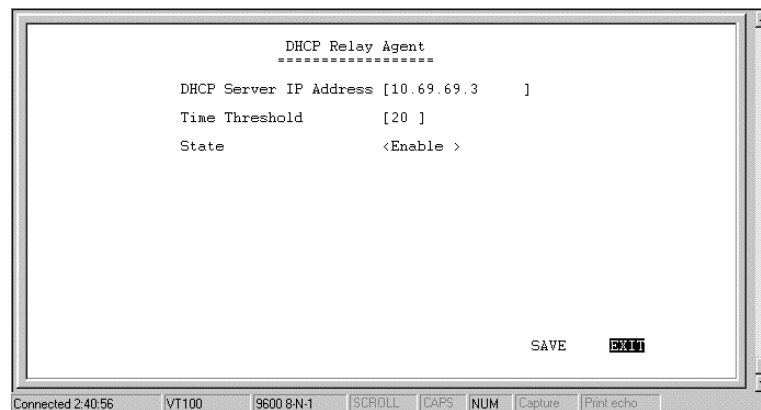 DHCP Relay Agent
===================
DHCP Server IP Address [10.69.69.3     ]
Time Threshold [20 ]
State <Enable >
SAVE EXIT
Connected 2:40:56 VT100 9600 8-N-1 SCROLL CAPS NUM Capture Print echo